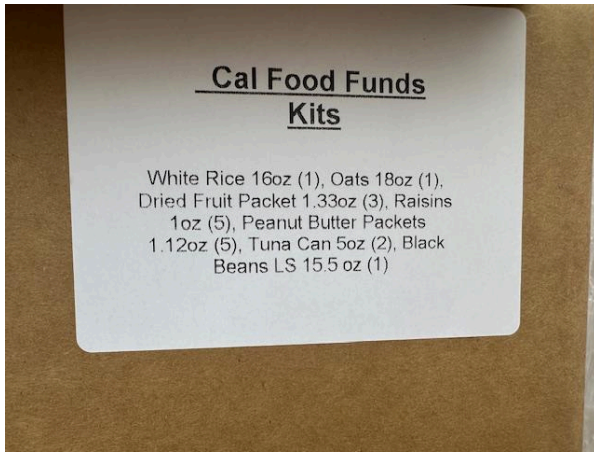 Cal Food Funds
Kits
White Rice 16oz (1), Oats 18oz (1),
Dried Fruit Packet 1.33oz (3), Raisins
1oz (5), Peanut Butter Packets
1.12oz (5), Tuna Can 5oz (2), Black
Beans LS 15.5 oz (1)